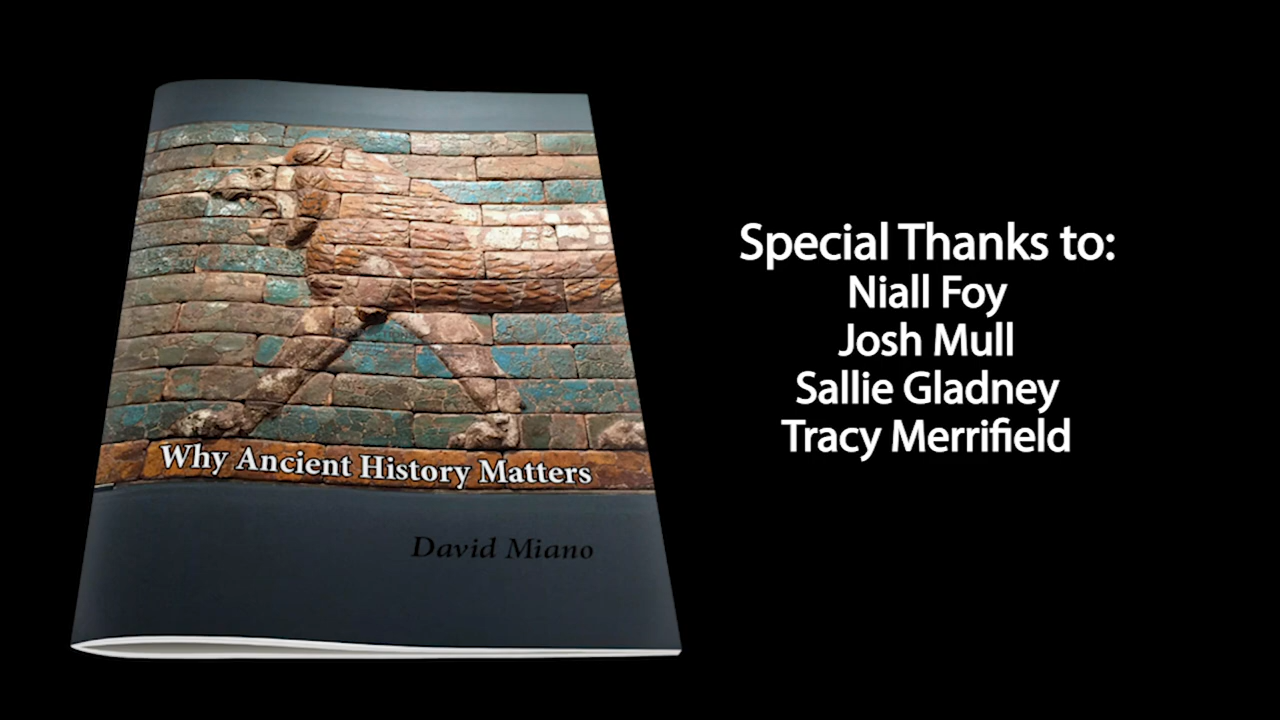 Why Ancient History Matters
David Miano
Special Thanks to:
Niall Foy
Josh Mull
Sallie Gladney
Tracy Merrifield